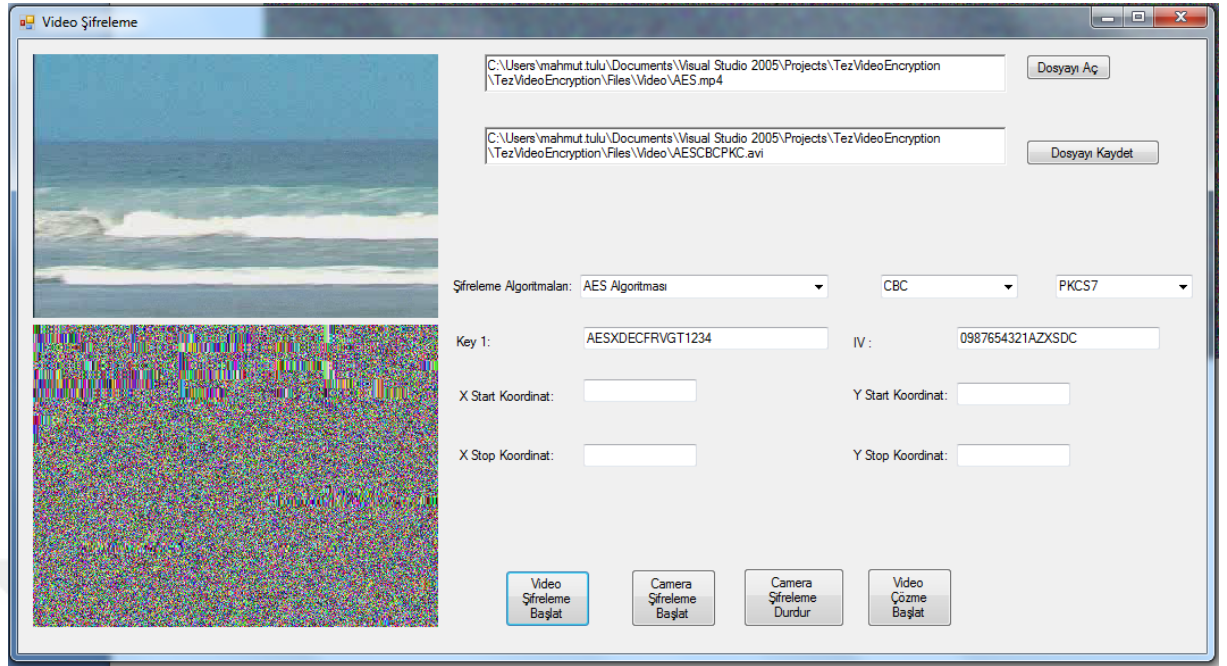 Video Şifreleme
C:\Users\mahmut.tulu\Documents\Visual Studio 2005\Projects\TezVideoEncryption
\TezVideoEncryption\Files\Video\AES.mp4
Dosyayı Aç
C:\Users\mahmut.tulu\Documents\Visual Studio 2005\Projects\TezVideoEncryption
\TezVideoEncryption\Files\Video\AESCBCPKC.avi
Dosyayı Kaydet
Şifreleme Algoritmaları: AES Algoritması CBC PKCS7
Key 1: AESXDECFRVGT1234 IV : 0987654321AZXSDC
X Start Koordinat: Y Start Koordinat:
X Stop Koordinat: Y Stop Koordinat:
Video
Şifreleme
Başlat
Camera
Şifreleme
Başlat
Camera
Şifreleme
Durdur
Video
Çözme
Başlat